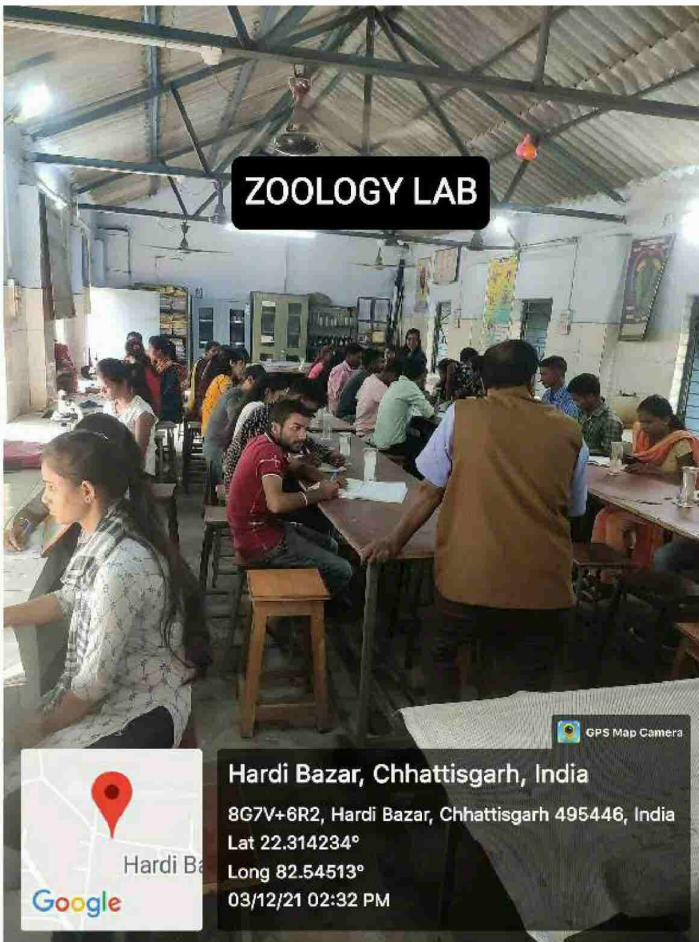 ZOOLOGY LAB
GPS Map Camera
Hardi Bazar, Chhattisgarh, India
8G7V+6R2, Hardi Bazar, Chhattisgarh 495446, India
Lat 22.314234°
Long 82.54513°
03/12/21 02:32 PM
Hardi Ba
Google